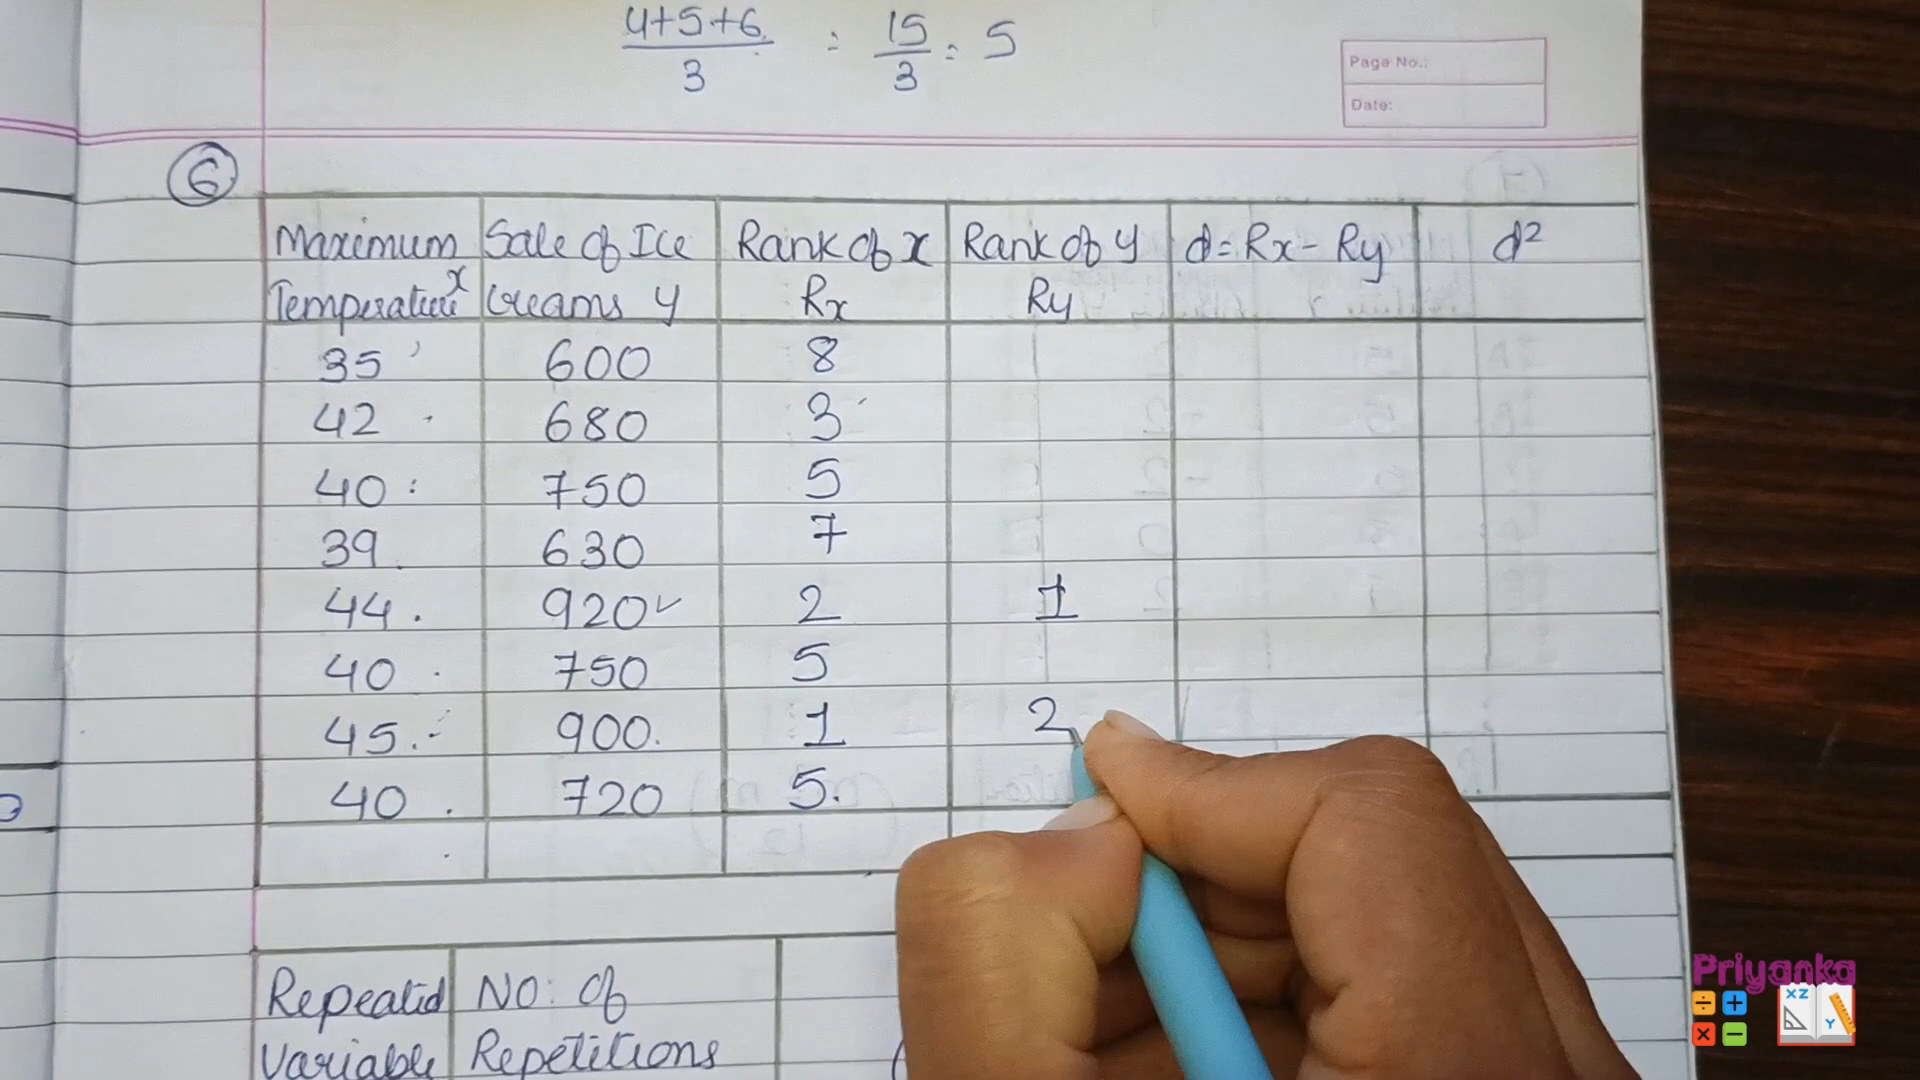 4+5+6 = 15 = 5
3 3
Page No.:
Date:
6
Maximum Sale of Ice Rank of x Rank of y d=Rx-Ry d²
Temperature x Creams y Rx Ry
35 600 8
42 680 3
40 750 5
39 630 7
44 920 2 1
40 750 5
45 900 1 2
40 720 5
Repeated NO: of
Variable Repetitions
Priyanka
XZ
Y